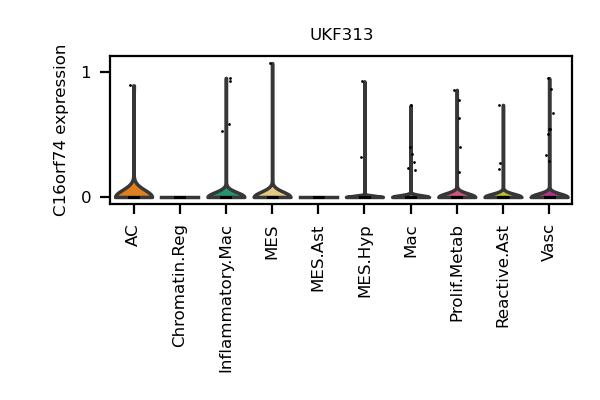 UKF313
C16orf74 expression
1
0
AC
Chromatin.Reg
Inflammatory.Mac
MES
MES.Ast
MES.Hyp
Mac
Prolif.Metab
Reactive.Ast
Vasc